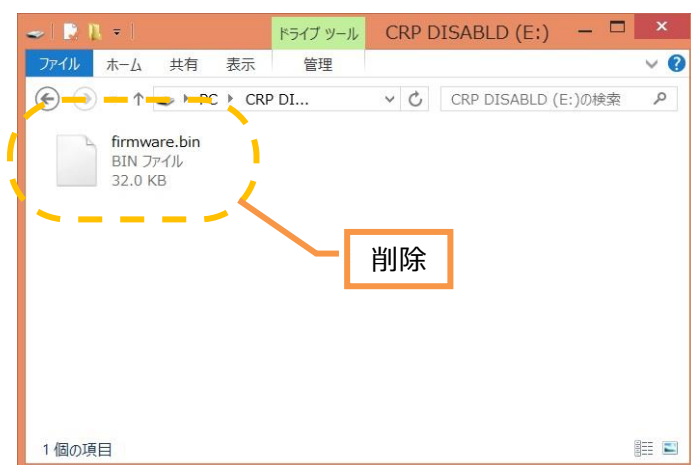 ドライブ ツール
CRP DISABLD (E:)
ファイル ホーム 共有 表示 管理
PC CRP DI... CRP DISABLD (E:)の検索
firmware.bin
BIN ファイル
32.0 KB
削除
1 個の項目